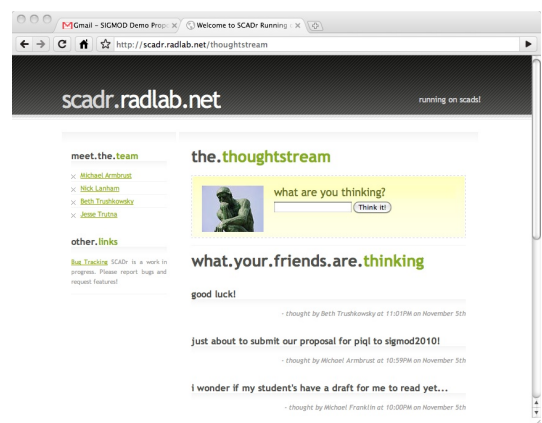 Gmail - SIGMOD Demo Propo
Welcome to SCADr Running o
http://scadr.radlab.net/thoughtstream
scadr.radlab.net
running on scads!
meet.the.team
Michael Armbrust
Nick Lanham
Beth Trushkowsky
Jesse Trutna
other.links
Bug Tracking SCADr is a work in
progress. Please report bugs and
request features!
the.thoughtstream
what are you thinking?
Think it!
what.your.friends.are.thinking
good luck!
- thought by Beth Trushkowsky at 11:01PM on November 5th
just about to submit our proposal for piql to sigmod2010!
- thought by Michael Armbrust at 10:59PM on November 5th
i wonder if my student's have a draft for me to read yet...
- thought by Michael Franklin at 10:00PM on November 5th